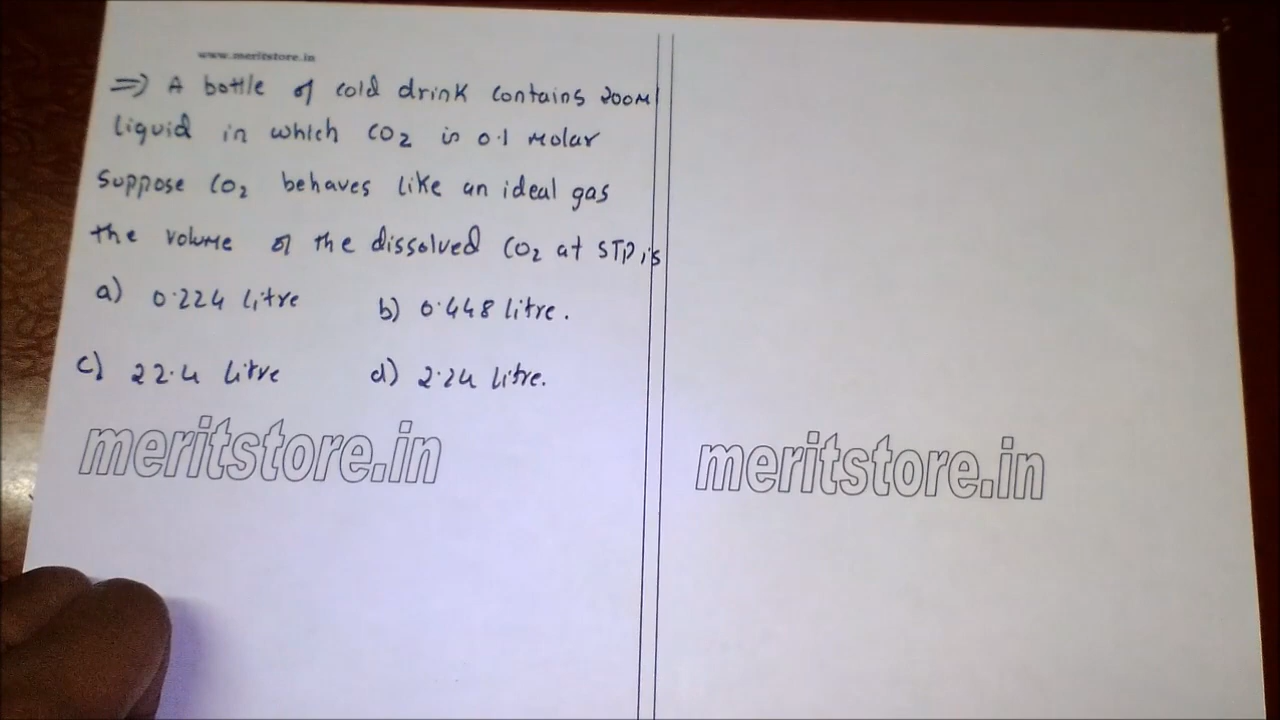 www.meritstore.in
=> A bottle of cold drink contains 200Ml
liquid in which CO2 is 0.1 Molar
Suppose CO2 behaves like an ideal gas
the volume of the dissolved CO2 at STP, is
a) 0.224 litre b) 0.448 litre.
c) 22.4 litre d) 2.24 litre.
meritstore.in meritstore.in